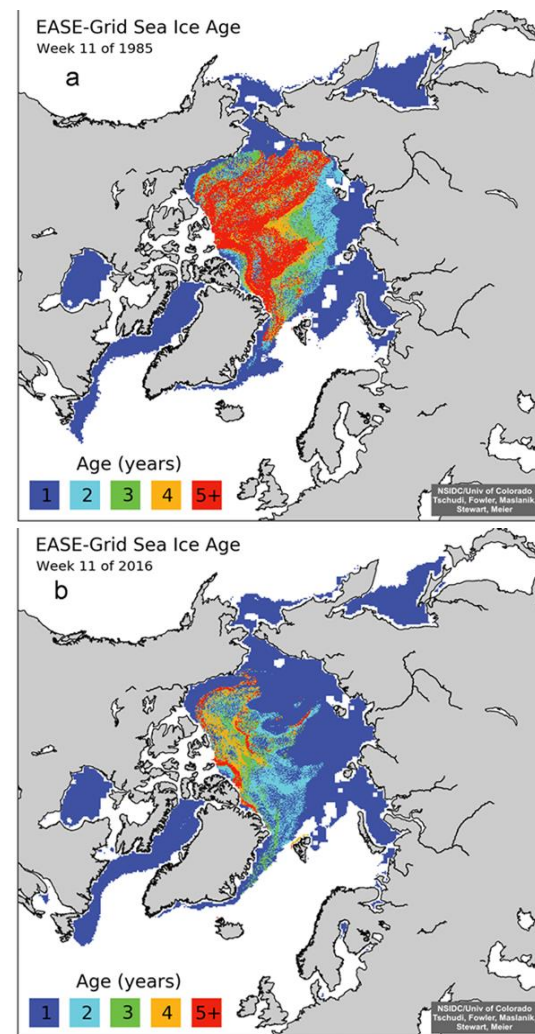 EASE-Grid Sea Ice Age
Week 11 of 1985
a
Age (years)
1 2 3 4 5+
NSIDC/Univ of Colorado
Tschudi, Fowler, Maslanik,
Stewart, Meier
EASE-Grid Sea Ice Age
Week 11 of 2016
b
Age (years)
1 2 3 4 5+
NSIDC/Univ of Colorado
Tschudi, Fowler, Maslanik,
Stewart, Meier